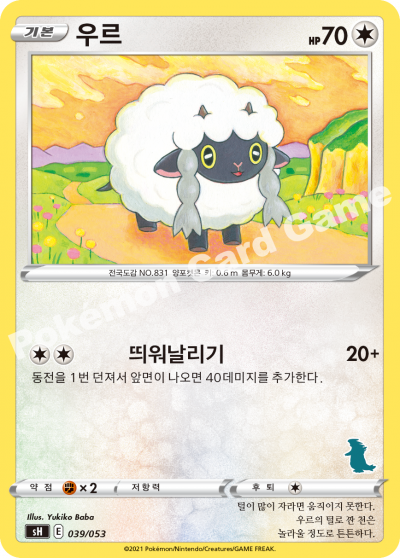 기본 우르 HP 70
전국도감 NO.831 양포켓몬 키: 0.6 m 몸무게: 6.0 kg
Pokémon Card Game
띄워날리기 20+
동전을 1번 던져서 앞면이 나오면 40데미지를 추가한다.
약점 ×2 저항력 후퇴
Illus. Yukiko Baba
sH E 039/053
털이 많이 자라면 움직이지 못한다.
우르의 털로 짠 천은
놀라울 정도로 튼튼하다.
©2021 Pokémon/Nintendo/Creatures/GAME FREAK.